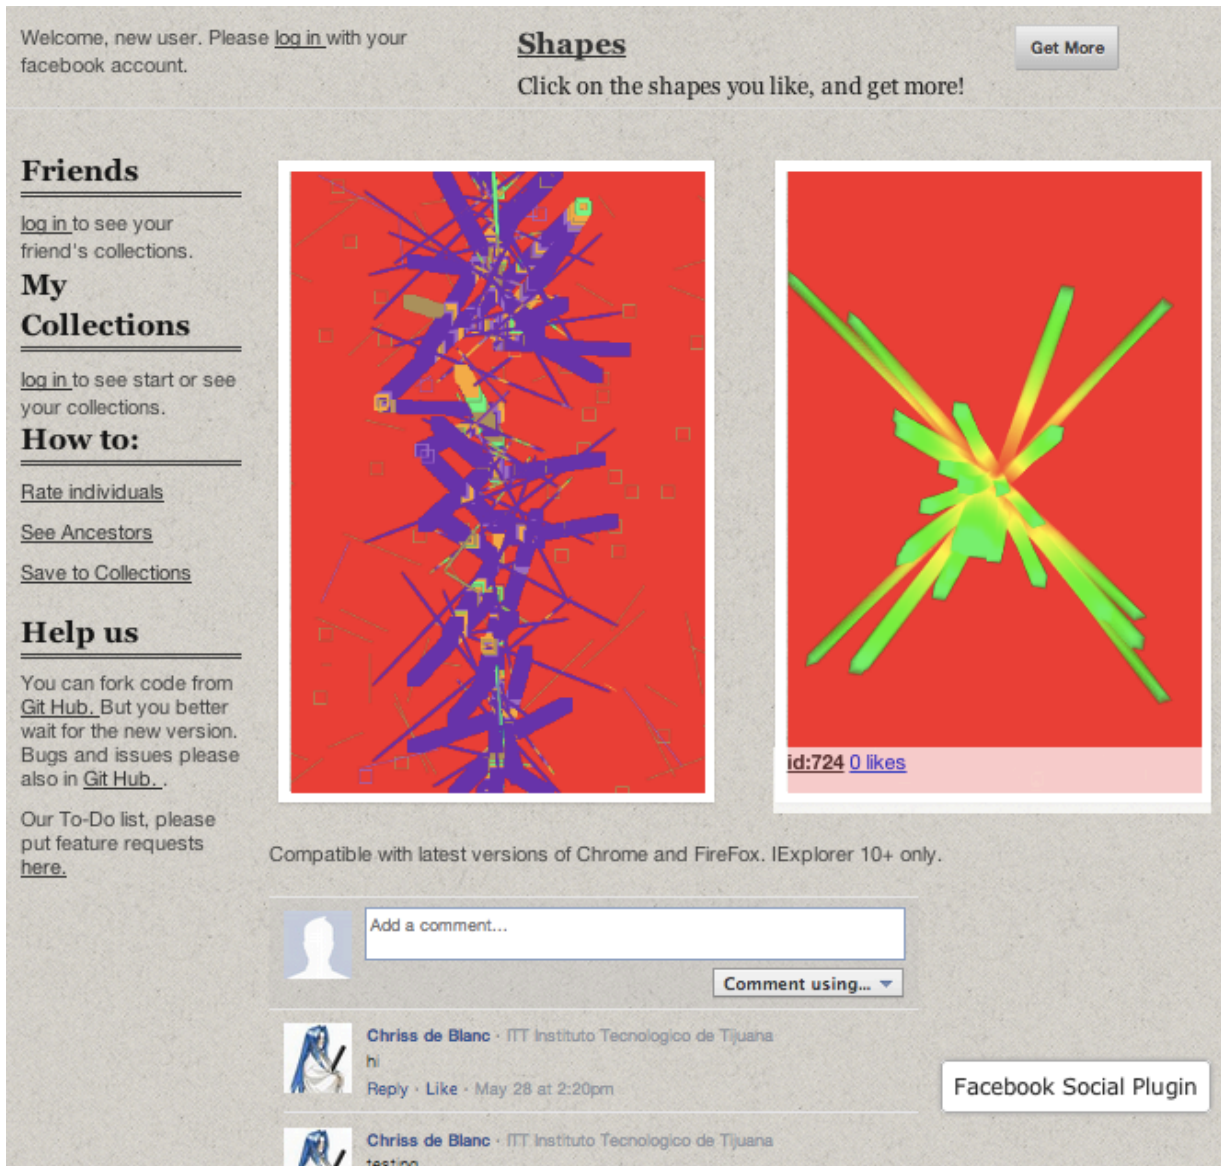 Welcome, new user. Please log in with your
facebook account.
Shapes
Click on the shapes you like, and get more!
Get More
Friends
log in to see your
friend's collections.
My
Collections
log in to see start or see
your collections.
How to:
Rate individuals
See Ancestors
Save to Collections
Help us
You can fork code from
Git Hub. But you better
wait for the new version.
Bugs and issues please
also in Git Hub. .
Our To-Do list, please
put feature requests
here.
id:724 0 likes
Compatible with latest versions of Chrome and FireFox. IExplorer 10+ only.
Add a comment...
Comment using...
Chriss de Blanc · ITT Instituto Tecnologico de Tijuana
hi
Reply · Like · May 28 at 2:20pm
Facebook Social Plugin
Chriss de Blanc · ITT Instituto Tecnologico de Tijuana
testing